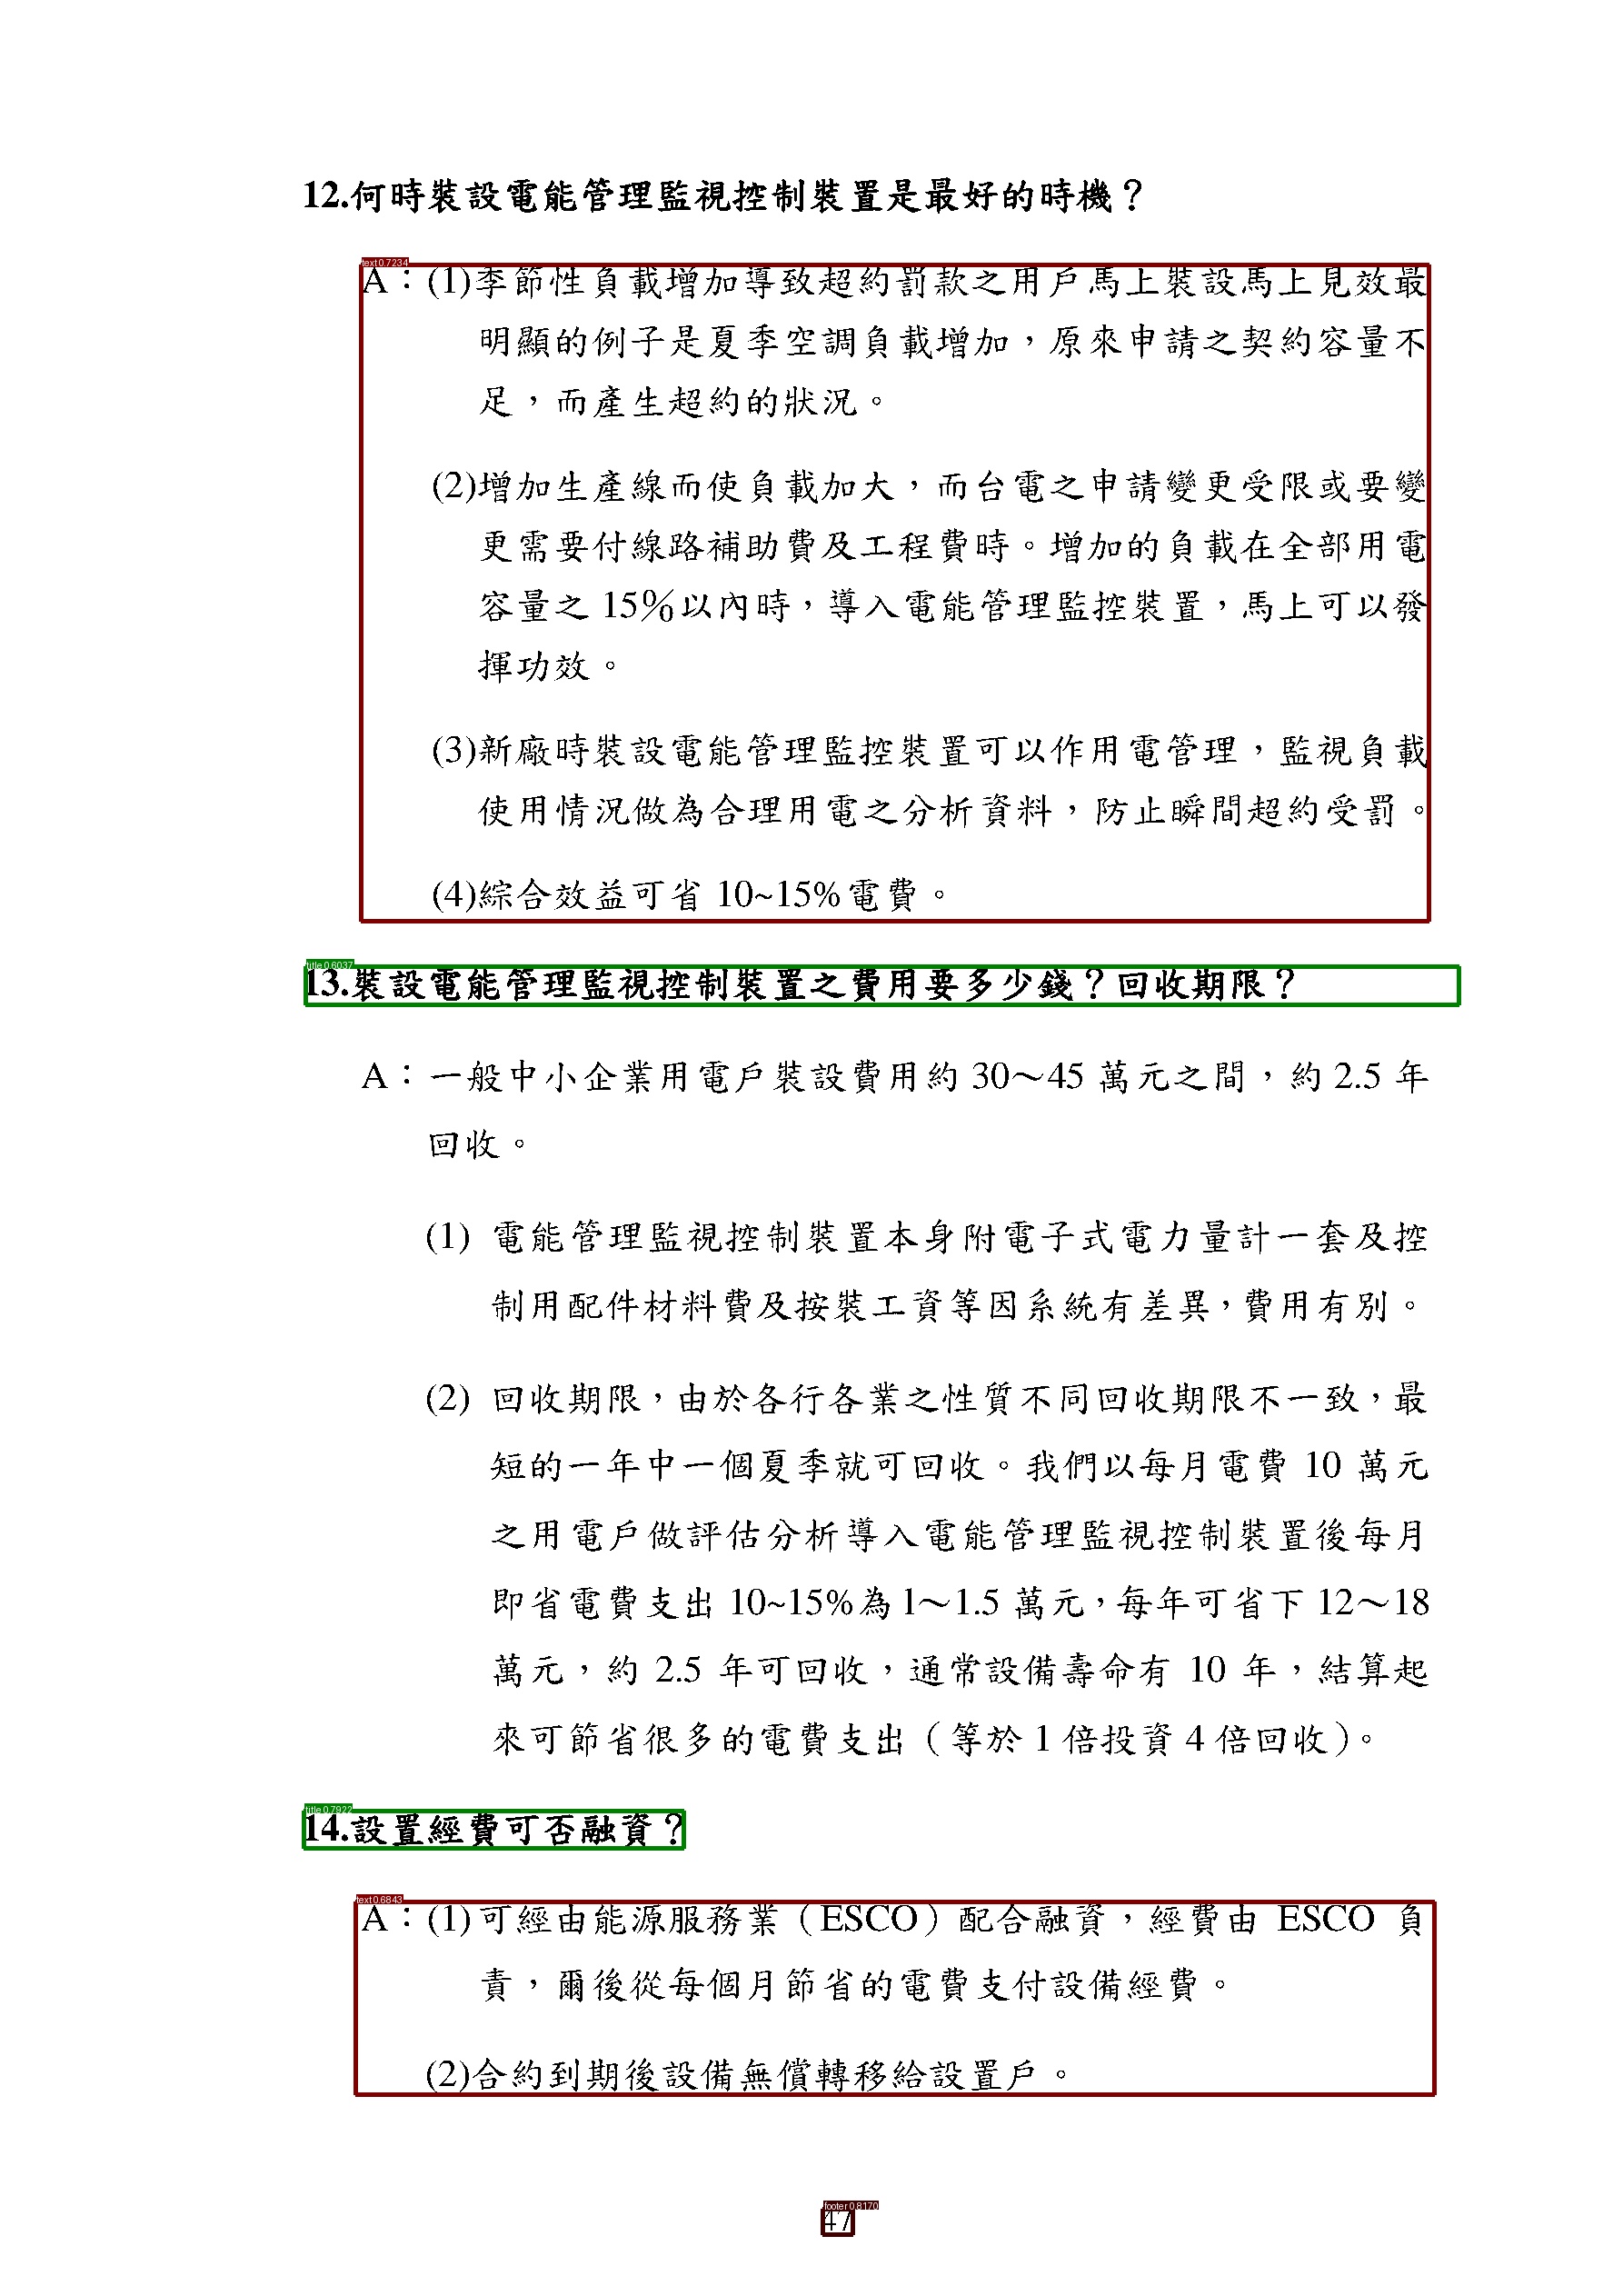 12.何時裝設電能管理監視控制裝置是最好的時機？
text 0.7234
A：(1)季節性負載增加導致超約罰款之用戶馬上裝設馬上見效最
明顯的例子是夏季空調負載增加，原來申請之契約容量不
足，而產生超約的狀況。
(2)增加生產線而使負載加大，而台電之申請變更受限或要變
更需要付線路補助費及工程費時。增加的負載在全部用電
容量之 15%以內時，導入電能管理監控裝置，馬上可以發
揮功效。
(3)新廠時裝設電能管理監控裝置可以作用電管理，監視負載
使用情況做為合理用電之分析資料，防止瞬間超約受罰。
(4)綜合效益可省 10~15%電費。
title 0.6037
13.裝設電能管理監視控制裝置之費用要多少錢？回收期限？
A：一般中小企業用電戶裝設費用約 30～45 萬元之間，約 2.5 年
回收。
(1) 電能管理監視控制裝置本身附電子式電力量計一套及控
制用配件材料費及按裝工資等因系統有差異，費用有別。
(2) 回收期限，由於各行各業之性質不同回收期限不一致，最
短的一年中一個夏季就可回收。我們以每月電費 10 萬元
之用電戶做評估分析導入電能管理監視控制裝置後每月
即省電費支出 10~15%為 1～1.5 萬元，每年可省下 12～18
萬元，約 2.5 年可回收，通常設備壽命有 10 年，結算起
來可節省很多的電費支出（等於 1 倍投資 4 倍回收）。
title 0.7922
14.設置經費可否融資？
text 0.6843
A：(1)可經由能源服務業（ESCO）配合融資，經費由 ESCO 負
責，爾後從每個月節省的電費支付設備經費。
(2)合約到期後設備無償轉移給設置戶。
footer 0.8170
47